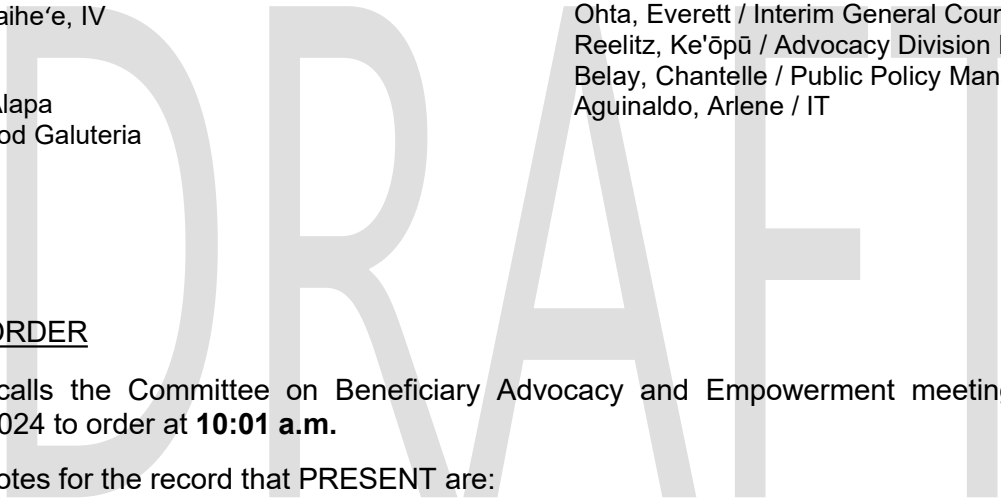 aiheʻe, IV
Alapa
od Galuteria
Ohta, Everett / Interim General Coun
Reelitz, Ke'ōpū / Advocacy Division
Belay, Chantelle / Public Policy Man
Aguinaldo, Arlene / IT
ORDER
calls the Committee on Beneficiary Advocacy and Empowerment meeting
024 to order at 10:01 a.m.
otes for the record that PRESENT are:
DRAFT